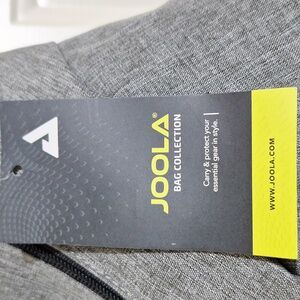 JOOLA®
BAG COLLECTION
Carry & protect your
essential gear in style.
WWW.JOOLA.COM